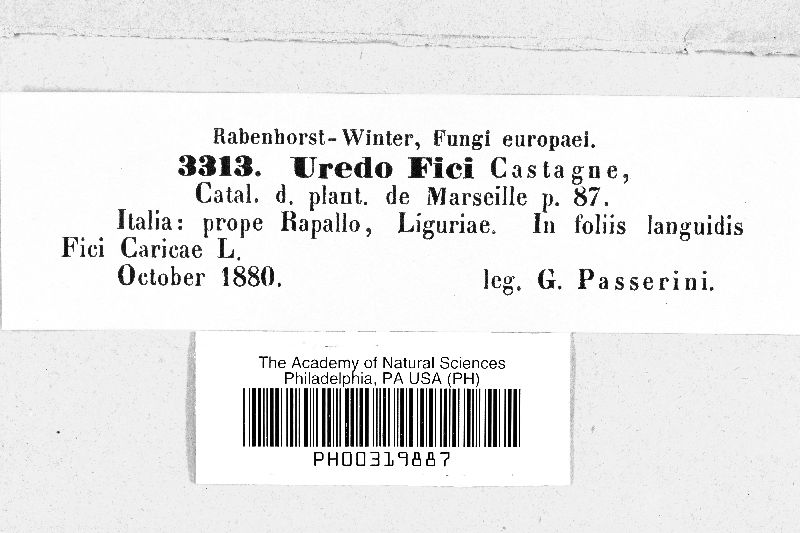 Rabenhorst-Winter, Fungi europaei.
3313. Uredo Fici Castagne,
Catal. d. plant. de Marseille p. 87.
Italia: prope Rapallo, Liguriae. In foliis languidis
Fici Caricae L.
October 1880. leg. G. Passerini.
The Academy of Natural Sciences
Philadelphia, PA USA (PH)
PH00319887